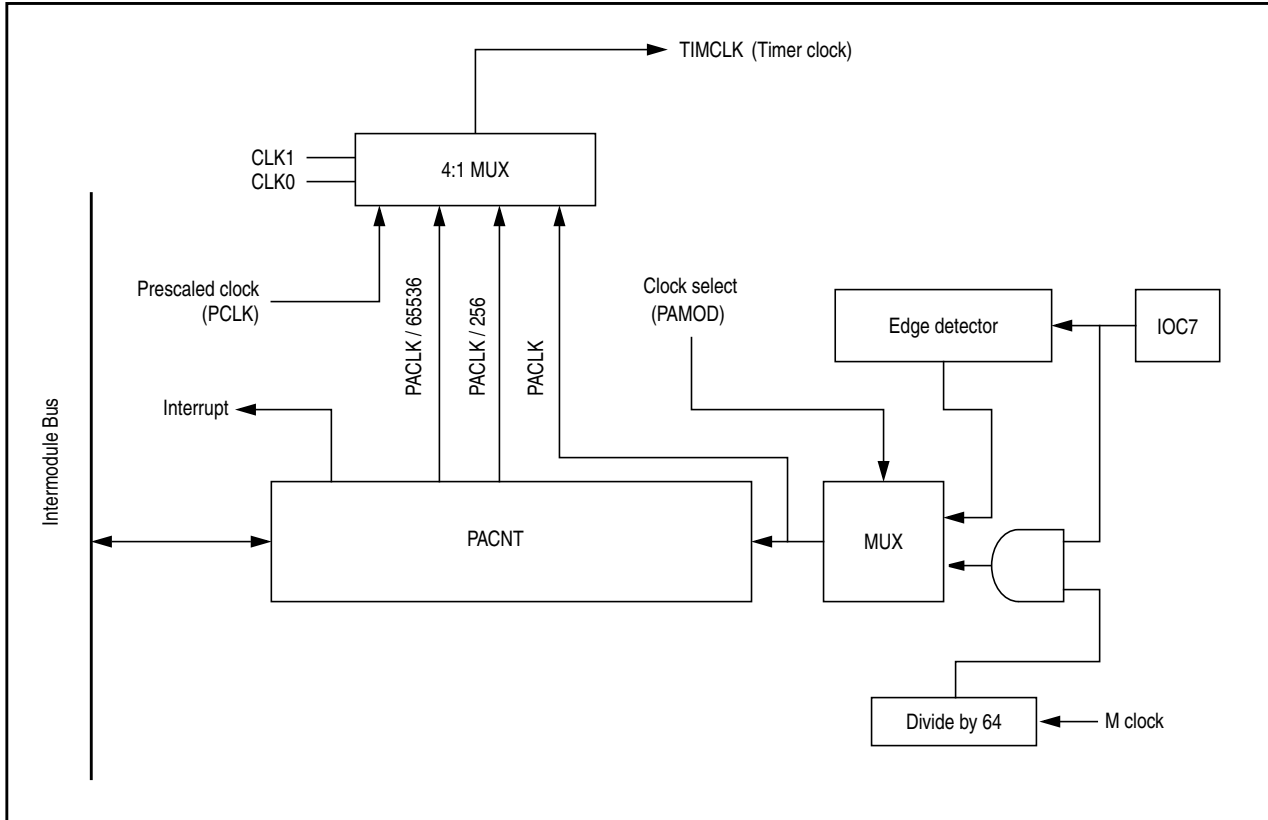 TIMCLK (Timer clock)
CLK1
CLK0
4:1 MUX
Prescaled clock
(PCLK)
PACLK / 65536
PACLK / 256
PACLK
Clock select
(PAMOD)
Edge detector
IOC7
Interrupt
Intermodule Bus
PACNT
MUX
Divide by 64
M clock